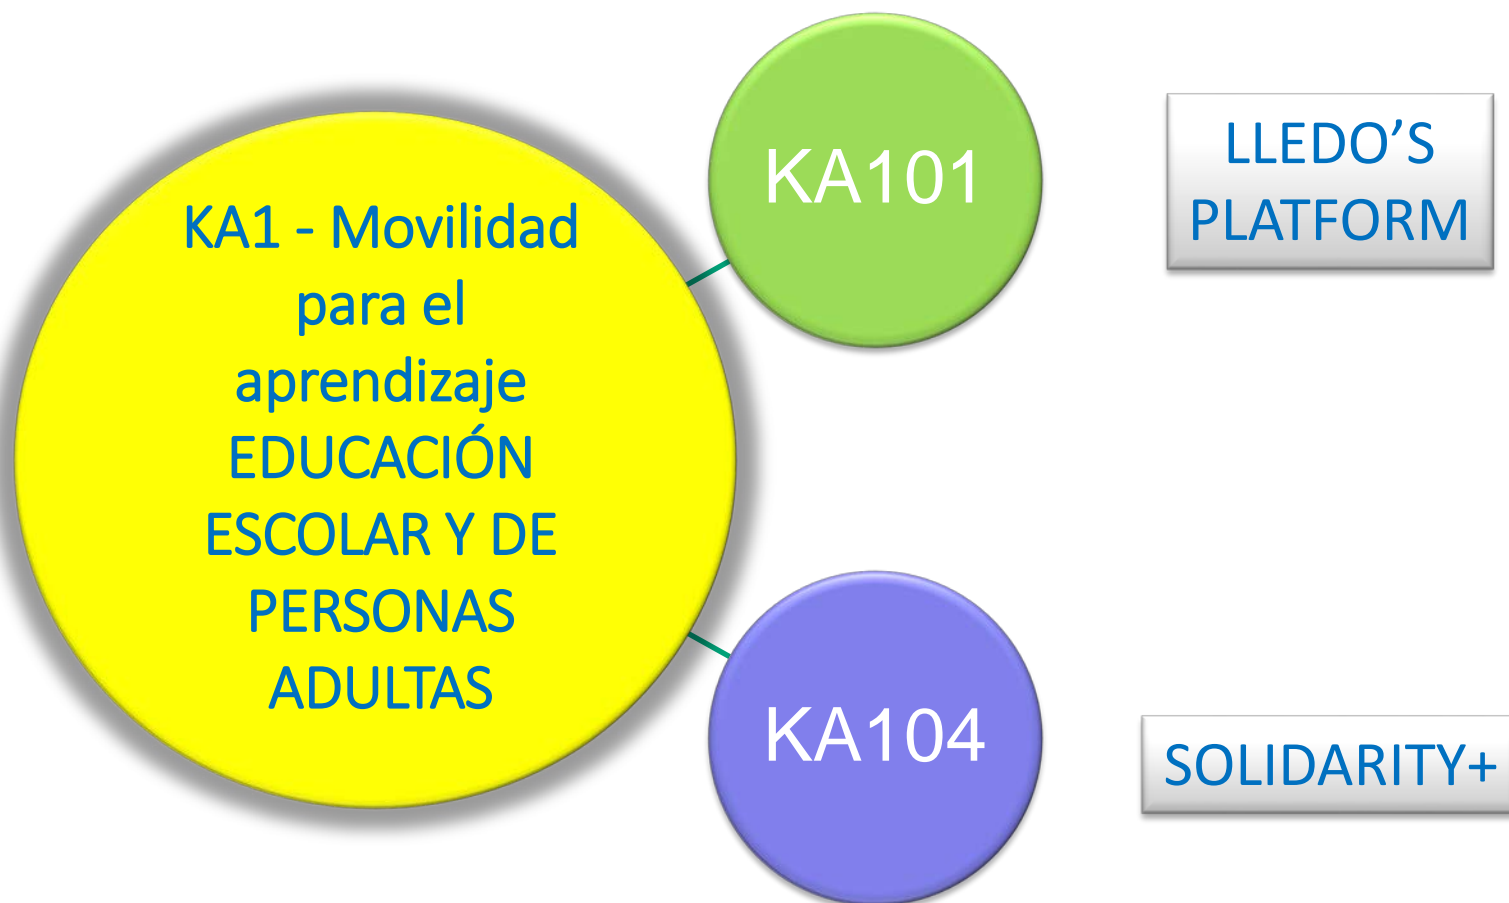 KA1 - Movilidad
para el
aprendizaje
EDUCACIÓN
ESCOLAR Y DE
PERSONAS
ADULTAS
KA101
LLEDO’S
PLATFORM
KA104
SOLIDARITY+